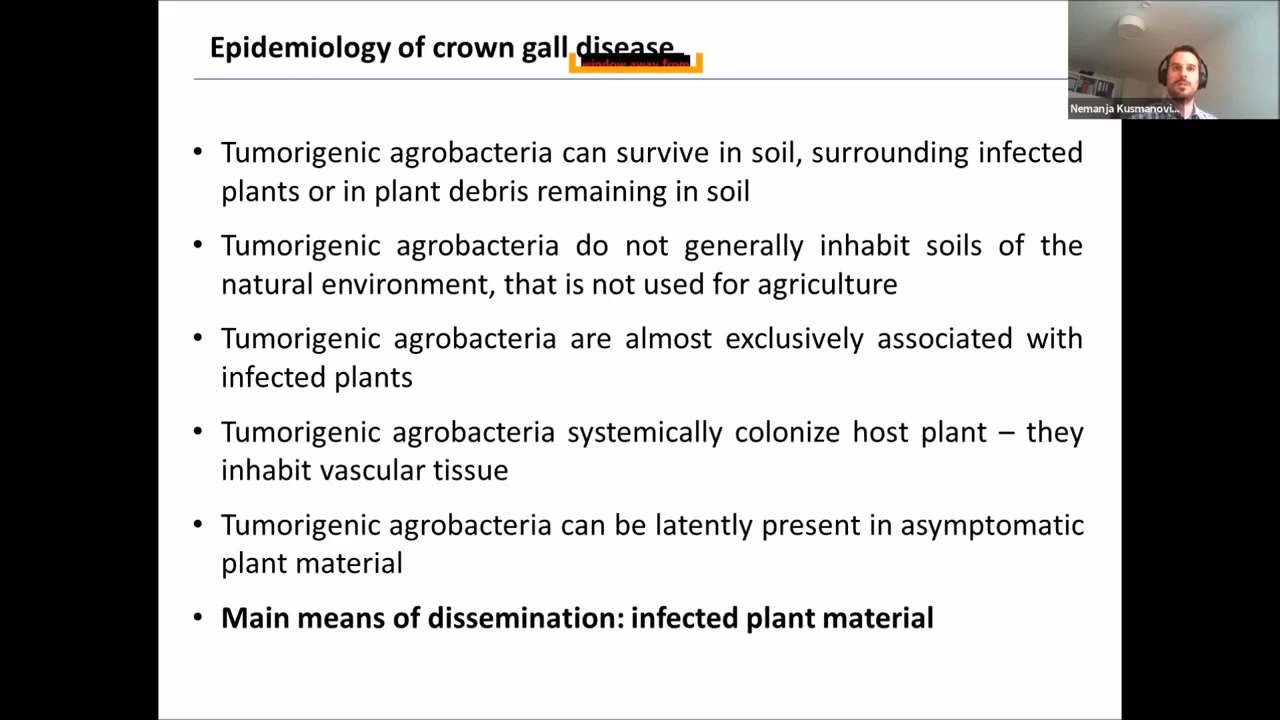 Epidemiology of crown gall disease
window away from
Nemanja Kusmanovi...
• Tumorigenic agrobacteria can survive in soil, surrounding infected
plants or in plant debris remaining in soil
• Tumorigenic agrobacteria do not generally inhabit soils of the
natural environment, that is not used for agriculture
• Tumorigenic agrobacteria are almost exclusively associated with
infected plants
• Tumorigenic agrobacteria systemically colonize host plant – they
inhabit vascular tissue
• Tumorigenic agrobacteria can be latently present in asymptomatic
plant material
• Main means of dissemination: infected plant material